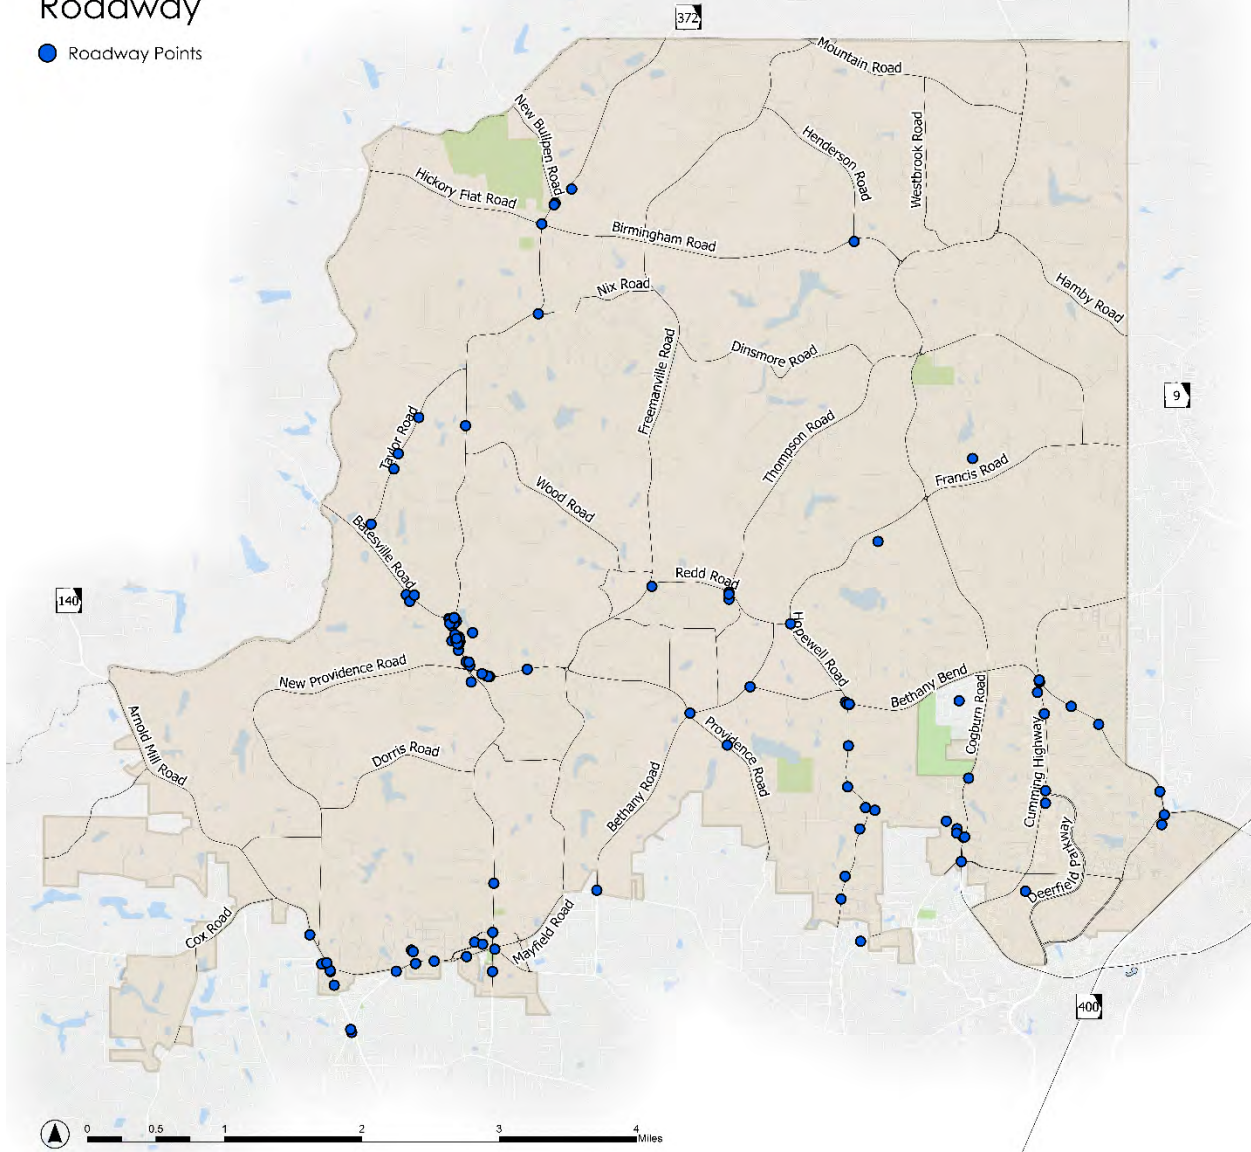 Roadway
Roadway Points
372
Mountain Road
New Bullpen Road
Henderson Road
Westbrook Road
Hickory Flat Road
Birmingham Road
Hamby Road
Nix Road
Dinsmore Road
Freemanville Road
9
Taylor Road
Thompson Road
Francis Road
Wood Road
Batesville Road
Redd Road
140
Hopewell Road
New Providence Road
Bethany Bend
Cogburn Road
Arnold Mill Road
Providence Road
Dorris Road
Cumming Highway
Bethany Road
Deerfield Parkway
Cox Road
Mayfield Road
400
0 0.5 1 2 3 4
Miles